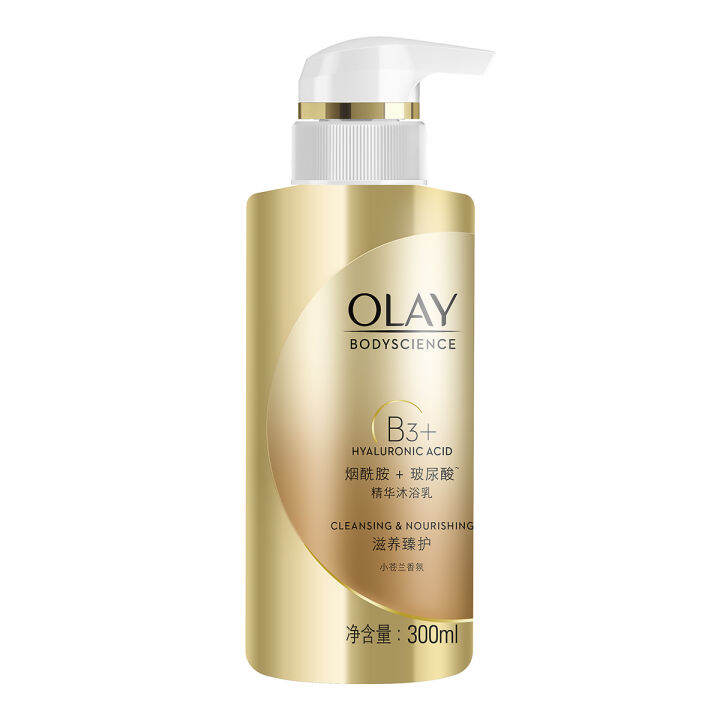 OLAY
BODYSCIENCE
B3+
HYALURONIC ACID
烟酰胺 + 玻尿酸~
精华沐浴乳
CLEANSING & NOURISHING
滋养臻护
小苍兰香氛
净含量：300ml